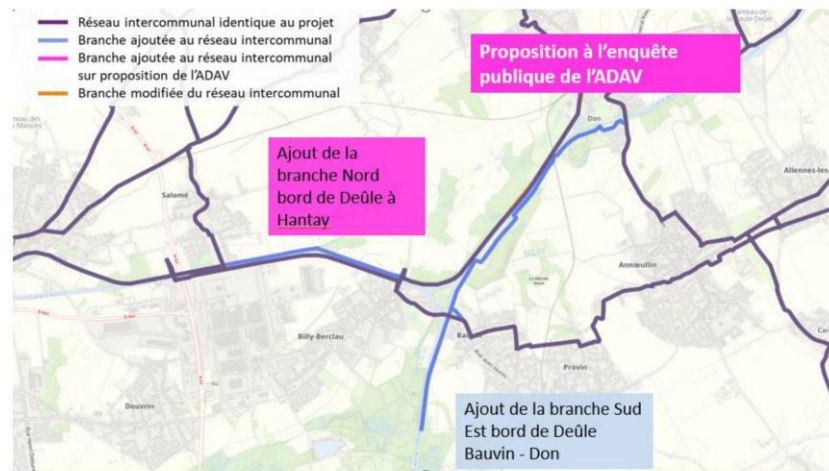 Réseau intercommunal identique au projet
Branche ajoutée au réseau intercommunal
Branche ajoutée au réseau intercommunal
sur proposition de l'ADAV
Branche modifiée du réseau intercommunal
Proposition à l'enquête
publique de l'ADAV
Don
Ajout de la
branche Nord
bord de Deûle à
Hantay
Salomé
Allennes-les-
Annœullin
Billy-Berclau
Provin
Douvrin
Ajout de la branche Sud
Est bord de Deûle
Bauvin - Don